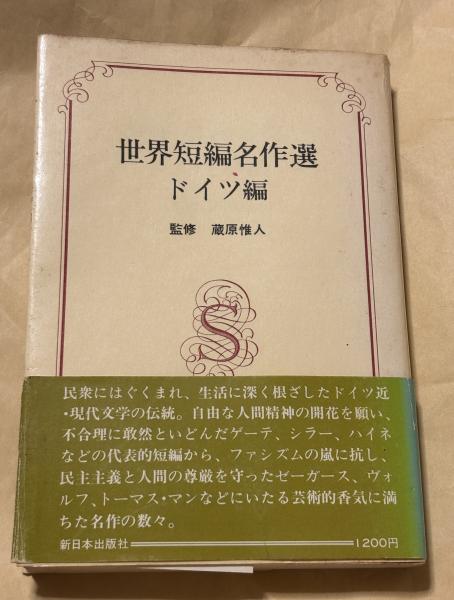 世界短編名作選
ドイツ編
監修 蔵原惟人
S
民衆にはぐくまれ、生活に深く根ざしたドイツ近
・現代文学の伝統。自由な人間精神の開花を願い、
不合理に敢然といどんだゲーテ、シラー、ハイネ
などの代表的短編から、ファシズムの嵐に抗し、
民主主義と人間の尊厳を守ったゼーガース、ヴォ
ルフ、トーマス・マンなどにいたる芸術的香気に満
ちた名作の数々。
新日本出版社 1200円